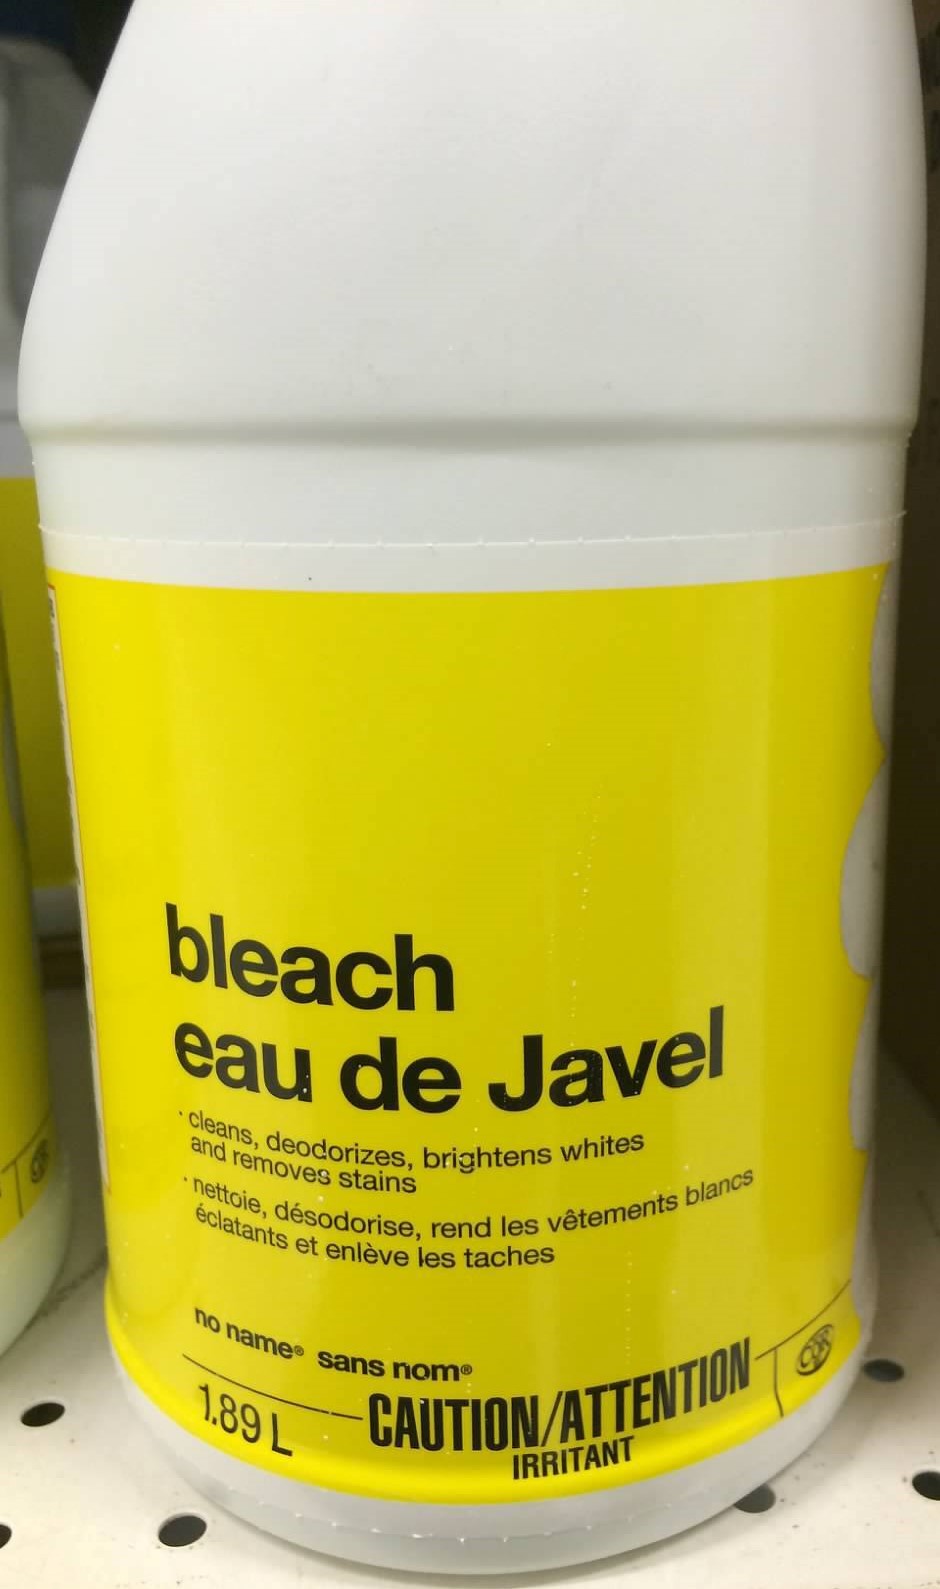 bleach
eau de Javel
· cleans, deodorizes, brightens whites
and removes stains
· nettoie, désodorise, rend les vêtements blancs
éclatants et enlève les taches
no name® sans nom®
1.89 L
CAUTION/ATTENTION
IRRITANT